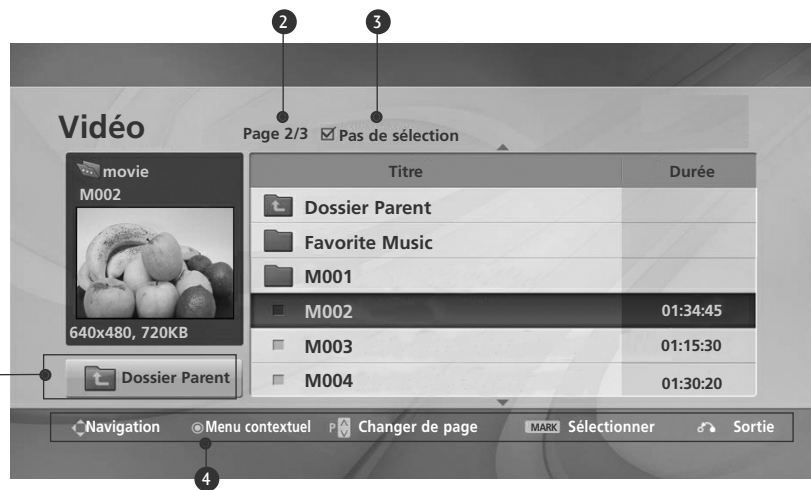 2 3
Vidéo
Page 2/3 Pas de sélection
movie
M002
640x480, 720KB
Dossier Parent
Titre Durée
Dossier Parent
Favorite Music
M001
M002 01:34:45
M003 01:15:30
M004 01:30:20
Navigation Menu contextuel P Changer de page MARK Sélectionner Sortie
4